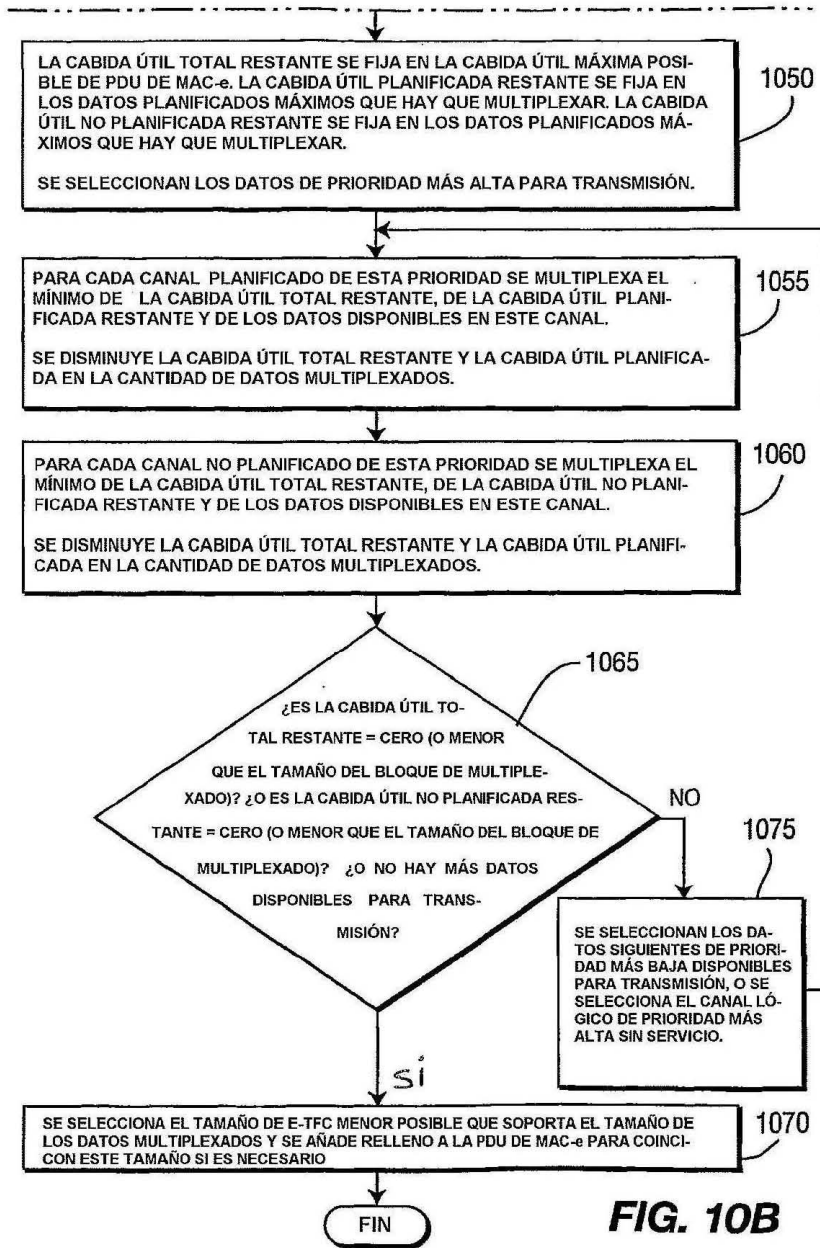 LA CABIDA ÚTIL TOTAL RESTANTE SE FIJA EN LA CABIDA ÚTIL MÁXIMA POSI-
BLE DE PDU DE MAC-e. LA CABIDA ÚTIL PLANIFICADA RESTANTE SE FIJA EN
LOS DATOS PLANIFICADOS MÁXIMOS QUE HAY QUE MULTIPLEXAR. LA CABIDA
ÚTIL NO PLANIFICADA RESTANTE SE FIJA EN LOS DATOS PLANIFICADOS MÁ-
XIMOS QUE HAY QUE MULTIPLEXAR.
SE SELECCIONAN LOS DATOS DE PRIORIDAD MÁS ALTA PARA TRANSMISIÓN.
1050
PARA CADA CANAL PLANIFICADO DE ESTA PRIORIDAD SE MULTIPLEXA EL
MÍNIMO DE LA CABIDA ÚTIL TOTAL RESTANTE, DE LA CABIDA ÚTIL PLANI-
FICADA RESTANTE Y DE LOS DATOS DISPONIBLES EN ESTE CANAL.
SE DISMINUYE LA CABIDA ÚTIL TOTAL RESTANTE Y LA CABIDA ÚTIL PLANIFICA-
DA EN LA CANTIDAD DE DATOS MULTIPLEXADOS.
1055
PARA CADA CANAL NO PLANIFICADO DE ESTA PRIORIDAD SE MULTIPLEXA EL
MÍNIMO DE LA CABIDA ÚTIL TOTAL RESTANTE, DE LA CABIDA ÚTIL NO PLANI-
FICADA RESTANTE Y DE LOS DATOS DISPONIBLES EN ESTE CANAL.
SE DISMINUYE LA CABIDA ÚTIL TOTAL RESTANTE Y LA CABIDA ÚTIL PLANIFI-
CADA EN LA CANTIDAD DE DATOS MULTIPLEXADOS.
1060
¿ES LA CABIDA ÚTIL TO-
TAL RESTANTE = CERO (O MENOR
QUE EL TAMAÑO DEL BLOQUE DE MULTIPLE-
XADO)? ¿O ES LA CABIDA ÚTIL NO PLANIFICADA RES-
TANTE = CERO (O MENOR QUE EL TAMAÑO DEL BLOQUE DE
MULTIPLEXADO)? ¿O NO HAY MÁS DATOS
DISPONIBLES PARA TRANS-
MISIÓN?
1065
NO
1075
SE SELECCIONAN LOS DA-
TOS SIGUIENTES DE PRIORI-
DAD MÁS BAJA DISPONIBLES
PARA TRANSMISIÓN, O SE
SELECCIONA EL CANAL LÓ-
GICO DE PRIORIDAD MÁS
ALTA SIN SERVICIO.
SÍ
SE SELECCIONA EL TAMAÑO DE E-TFC MENOR POSIBLE QUE SOPORTA EL TAMAÑO DE
LOS DATOS MULTIPLEXADOS Y SE AÑADE RELLENO A LA PDU DE MAC-e PARA COINCI-
CON ESTE TAMAÑO SI ES NECESARIO
1070
FIN
FIG. 10B